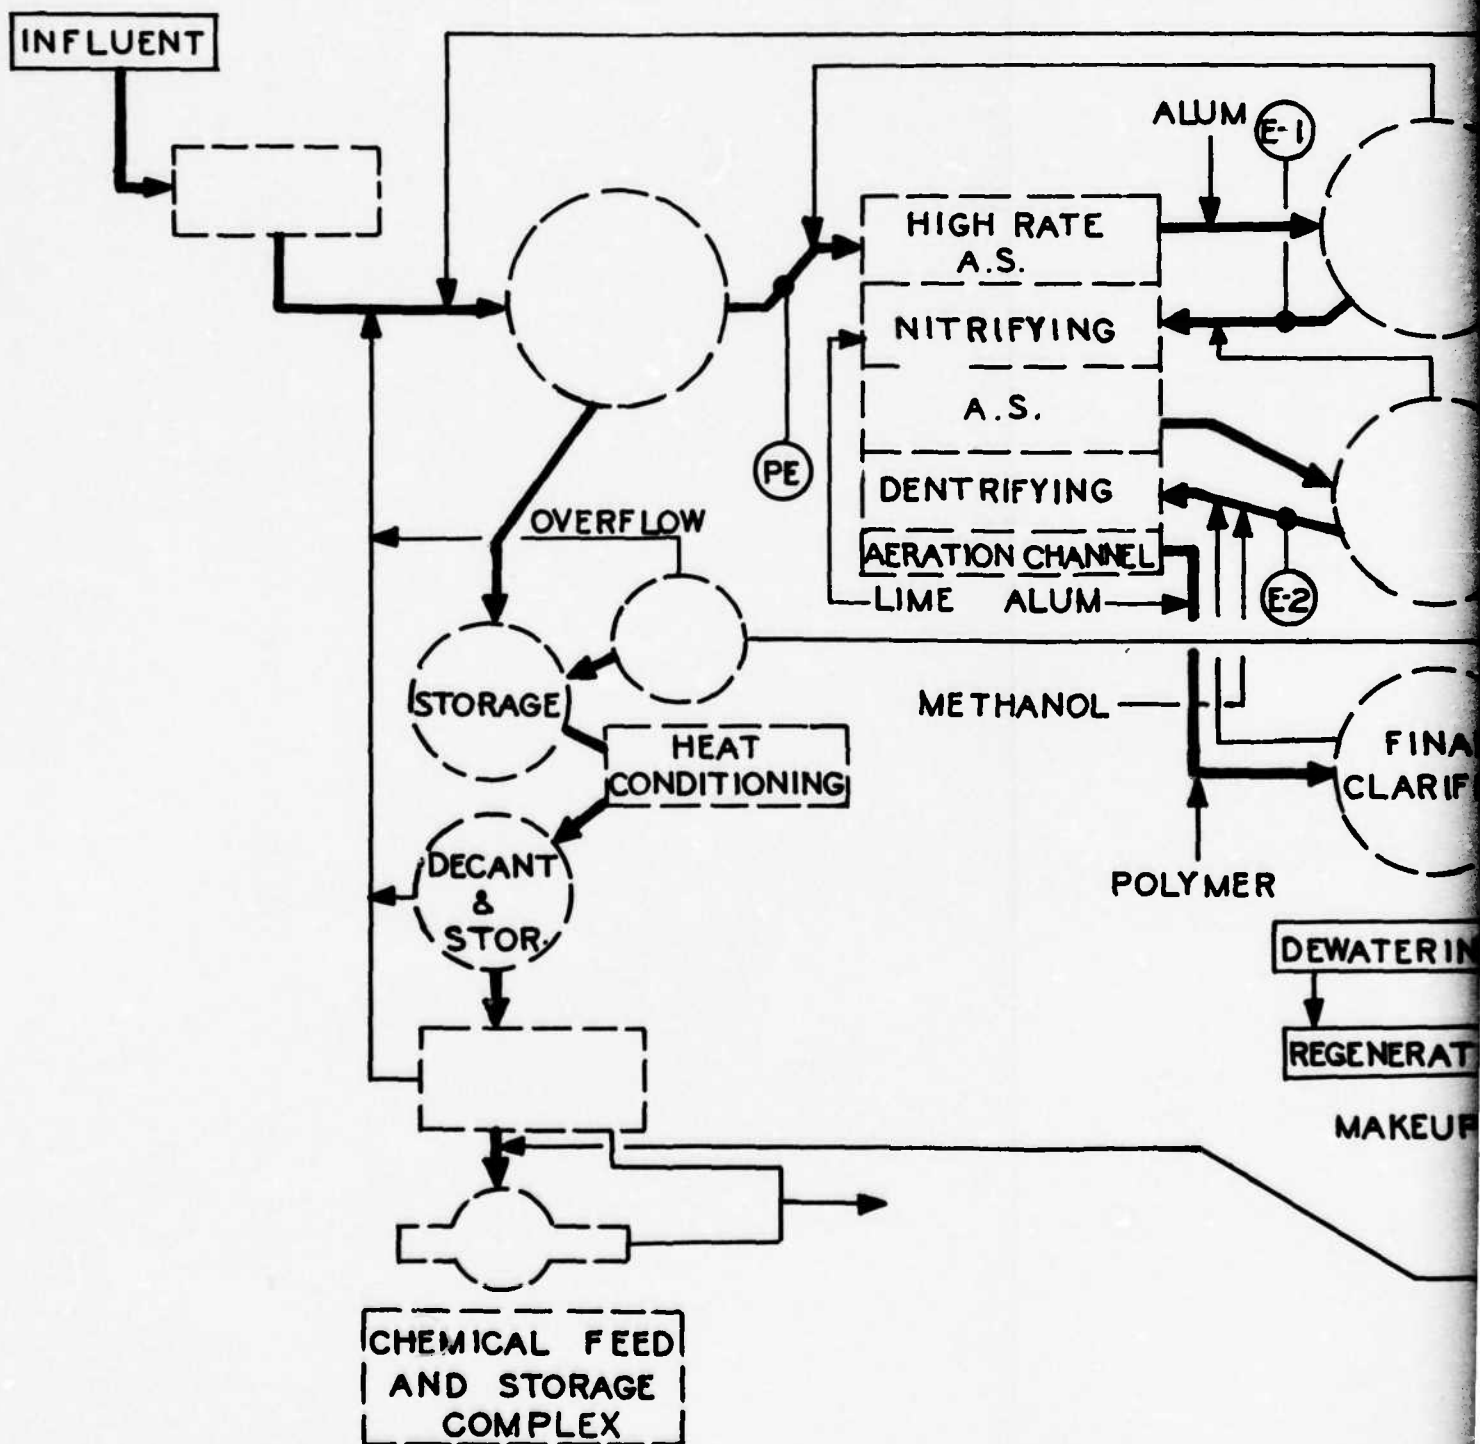 INFLUENT
ALUM
E-1
HIGH RATE
A.S.
NITRIFYING
A.S.
PE
DENTRIFYING
OVERFLOW
AERATION CHANNEL
LIME
ALUM
E-2
STORAGE
METHANOL
HEAT
CONDITIONING
FINA
CLARIF
DECANT
&
STOR.
POLYMER
DEWATERIN
REGENERAT
MAKEUP
CHEMICAL FEED
AND STORAGE
COMPLEX